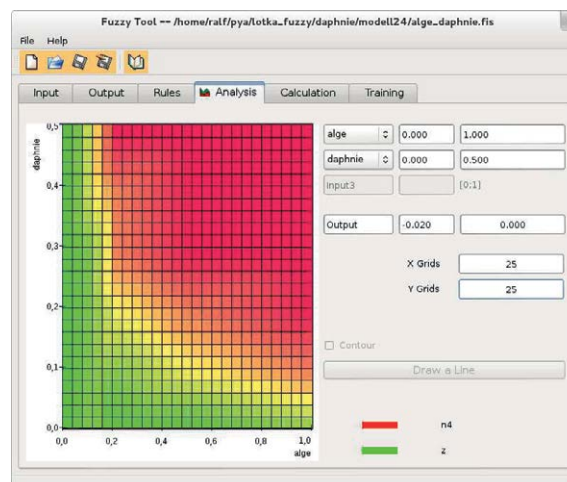 Fuzzy Tool -- /home/ralf/pya/lotka_fuzzy/daphnie/modell24/alge_daphnie.fis
File Help
Input Output Rules Analysis Calculation Training
daphnie
0,5
0,4
0,3
0,2
0,1
0,0
0,0 0,2 0,4 0,6 0,8 1,0
alge
alge 0.000 1.000
daphnie 0.000 0.500
Input3 [0:1]
Output -0.020 0.000
X Grids 25
Y Grids 25
Contour
Draw a Line
n4
z